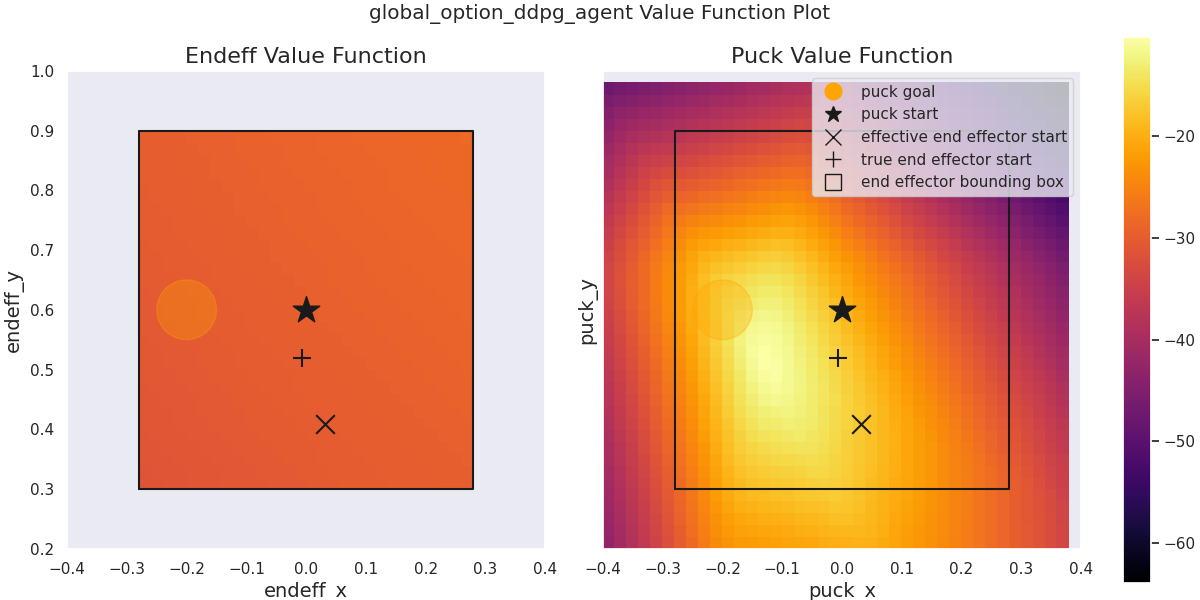 global_option_ddpg_agent Value Function Plot
Endeff Value Function
endeff_y
1.0
0.9
0.8
0.7
0.6
0.5
0.4
0.3
0.2
−0.4 −0.3 −0.2 −0.1 0.0 0.1 0.2 0.3 0.4
endeff_x
Puck Value Function
puck goal
puck start
effective end effector start
true end effector start
end effector bounding box
puck_y
−0.4 −0.3 −0.2 −0.1 0.0 0.1 0.2 0.3 0.4
puck_x
−20
−30
−40
−50
−60